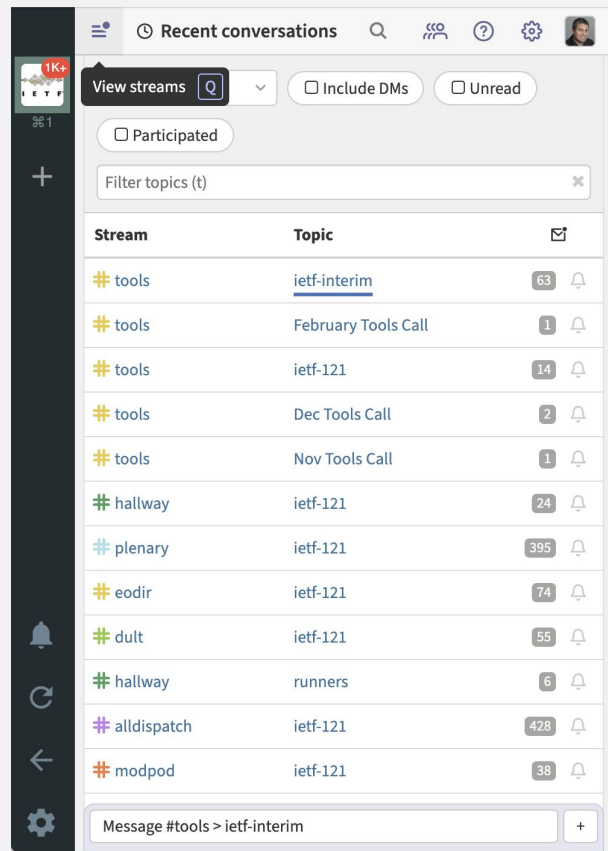 Recent conversations
1K+
I E T F
View streams Q
Include DMs
Unread
⌘1
Participated
Filter topics (t)
Stream Topic
tools ietf-interim 63
tools February Tools Call 1
tools ietf-121 14
tools Dec Tools Call 2
tools Nov Tools Call 1
hallway ietf-121 24
plenary ietf-121 395
eodir ietf-121 74
dult ietf-121 55
hallway runners 6
alldispatch ietf-121 428
modpod ietf-121 38
Message #tools > ietf-interim +